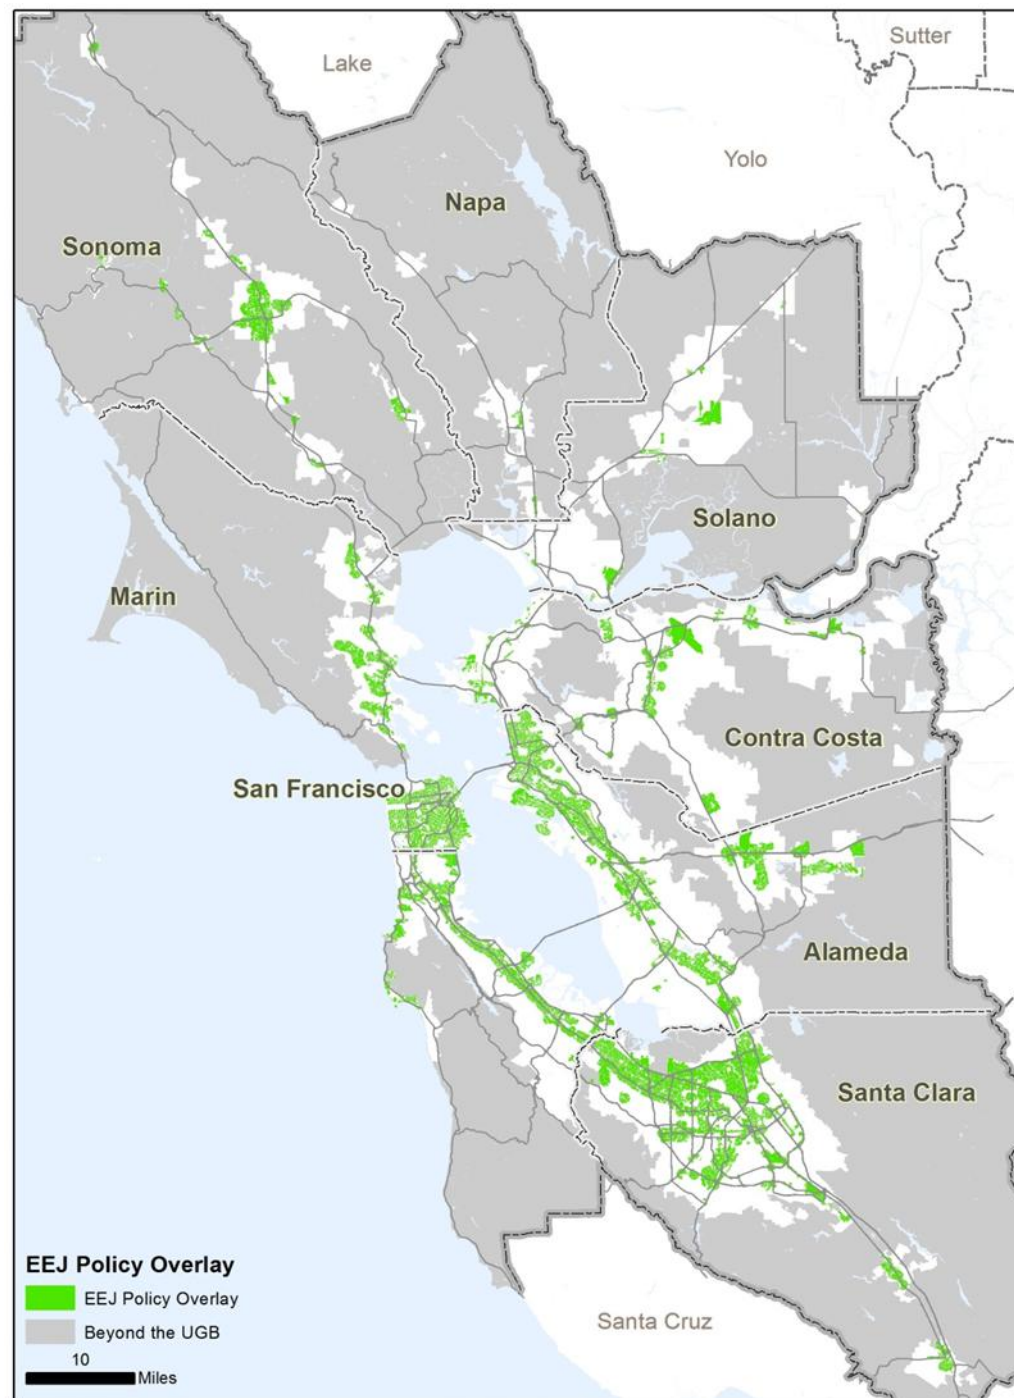 Sutter
Lake
Yolo
Napa
Sonoma
Solano
Marin
Contra Costa
San Francisco
Alameda
Santa Clara
EEJ Policy Overlay
EEJ Policy Overlay
Beyond the UGB
10
Miles
Santa Cruz